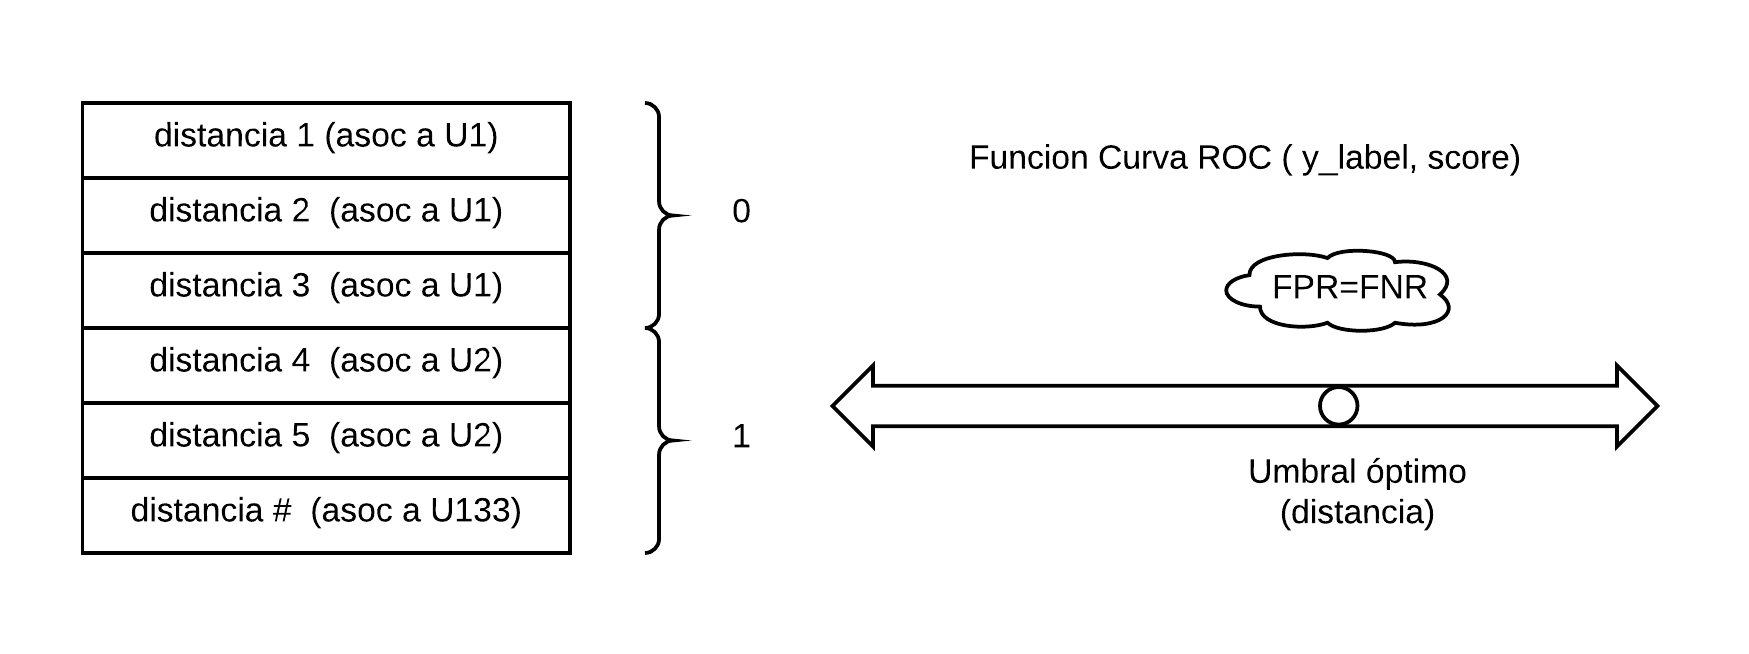 distancia 1 (asoc a U1)
distancia 2 (asoc a U1)
distancia 3 (asoc a U1)
distancia 4 (asoc a U2)
distancia 5 (asoc a U2)
distancia # (asoc a U133)
0
1
Funcion Curva ROC ( y_label, score)
FPR=FNR
Umbral óptimo
(distancia)